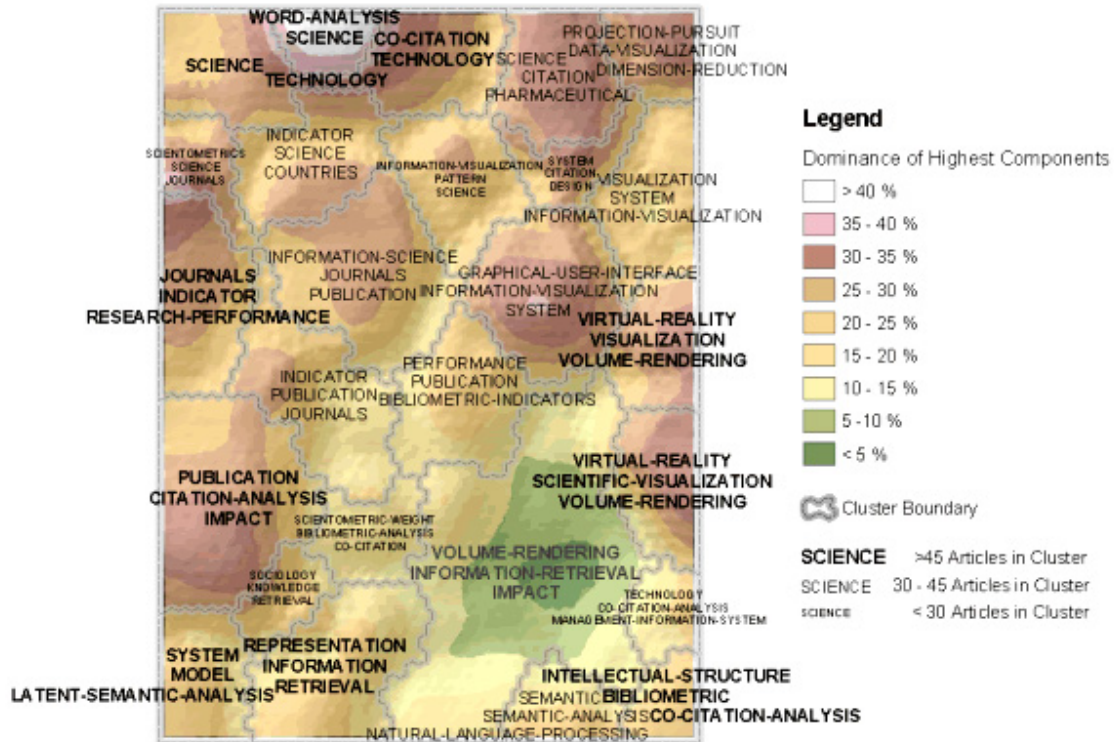 WORD-ANALYSIS
SCIENCE
CO-CITATION
TECHNOLOGY
SCIENCE
TECHNOLOGY
SCIENCE
CITATION
PHARMACEUTICAL
PROJECTION-PURSUIT
DATA-VISUALIZATION
DIMENSION-REDUCTION
SCIENTOMETRICS
SCIENCE
JOURNALS
INDICATOR
SCIENCE
COUNTRIES
INFORMATION-VISUALIZATION
PATTERN
SCIENCE
SYSTEM
CITATION
DESIGN
VISUALIZATION
SYSTEM
INFORMATION-VISUALIZATION
JOURNALS
INDICATOR
RESEARCH-PERFORMANCE
INFORMATION-SCIENCE
JOURNALS
PUBLICATION
GRAPHICAL-USER-INTERFACE
INFORMATION-VISUALIZATION
SYSTEM
VIRTUAL-REALITY
VISUALIZATION
VOLUME-RENDERING
INDICATOR
PUBLICATION
JOURNALS
PERFORMANCE
PUBLICATION
BIBLIOMETRIC-INDICATORS
PUBLICATION
CITATION-ANALYSIS
IMPACT
VIRTUAL-REALITY
SCIENTIFIC-VISUALIZATION
VOLUME-RENDERING
SCIENTOMETRIC-WEIGHT
BIBLIOMETRIC-ANALYSIS
CO-CITATION
VOLUME-RENDERING
INFORMATION-RETRIEVAL
IMPACT
SOCIOLOGY
KNOWLEDGE
RETRIEVAL
TECHNOLOGY
CO-CITATION-ANALYSIS
MANAGEMENT-INFORMATION-SYSTEM
SYSTEM
MODEL
LATENT-SEMANTIC-ANALYSIS
REPRESENTATION
INFORMATION
RETRIEVAL
INTELLECTUAL-STRUCTURE
BIBLIOMETRIC
CO-CITATION-ANALYSIS
SEMANTIC
SEMANTIC-ANALYSIS
NATURAL-LANGUAGE-PROCESSING
Legend
Dominance of Highest Components
> 40 %
35 - 40 %
30 - 35 %
25 - 30 %
20 - 25 %
15 - 20 %
10 - 15 %
5 - 10 %
< 5 %
Cluster Boundary
SCIENCE >45 Articles in Cluster
SCIENCE 30 - 45 Articles in Cluster
SCIENCE < 30 Articles in Cluster